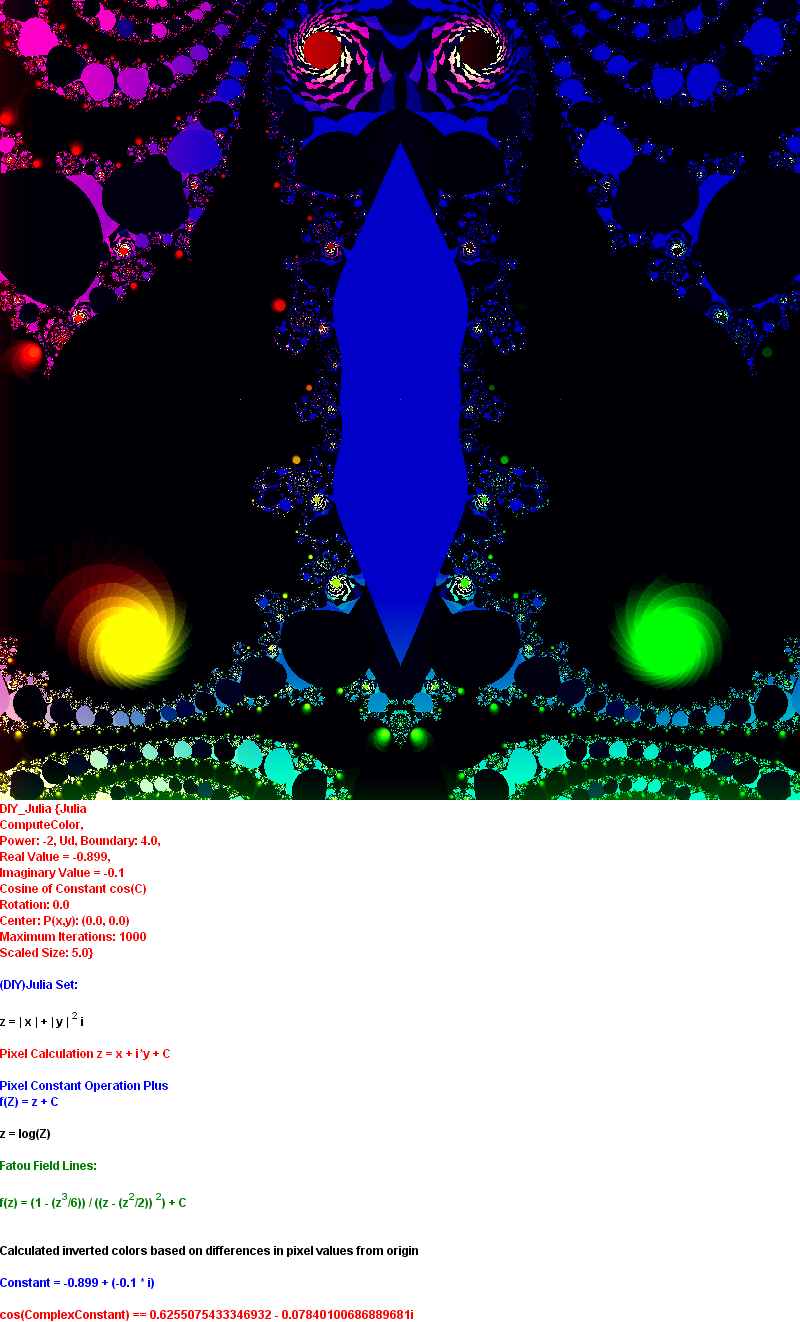 DIY_Julia {Julia
ComputeColor,
Power: -2, Ud, Boundary: 4.0,
Real Value = -0.899,
Imaginary Value = -0.1
Cosine of Constant cos(C)
Rotation: 0.0
Center: P(x,y): (0.0, 0.0)
Maximum Iterations: 1000
Scaled Size: 5.0}
(DIY)Julia Set:
z = | x | + | y | ² i
Pixel Calculation z = x + i*y + C
Pixel Constant Operation Plus
f(Z) = z + C
z = log(Z)
Fatou Field Lines:
f(z) = (1 - (z³/6)) / ((z - (z²/2)) ²) + C
Calculated inverted colors based on differences in pixel values from origin
Constant = -0.899 + (-0.1 * i)
cos(ComplexConstant) == 0.6255075433346932 - 0.07840100686889681i